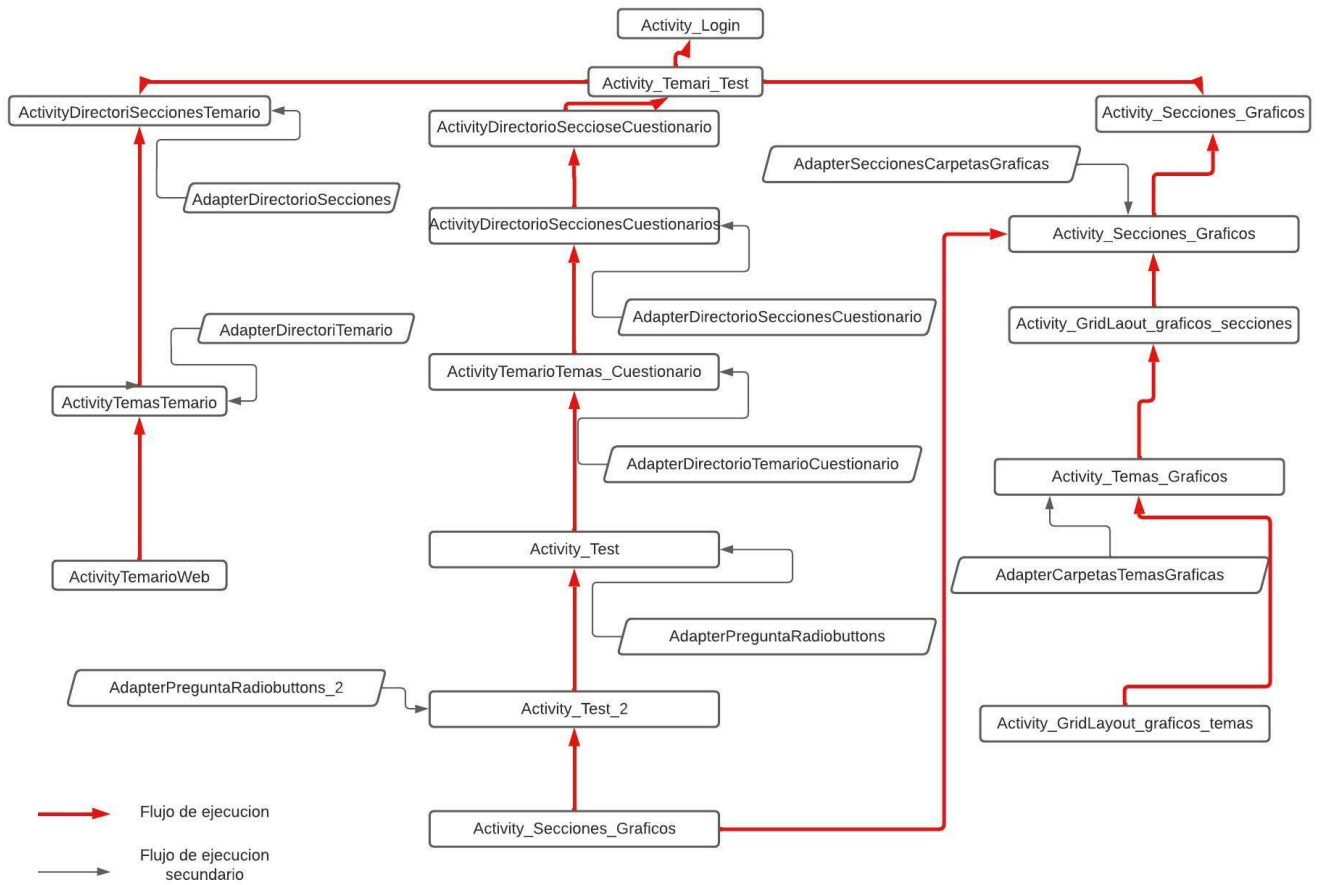 Activity_Login
Activity_Temari_Test
ActivityDirectoriSeccionesTemario
ActivityDirectorioSeccioseCuestionario
Activity_Secciones_Graficos
AdapterSeccionesCarpetasGraficas
AdapterDirectorioSecciones
ActivityDirectorioSeccionesCuestionarios
Activity_Secciones_Graficos
AdapterDirectorioSeccionesCuestionario
Activity_GridLaout_graficos_secciones
AdapterDirectoriTemario
ActivityTemarioTemas_Cuestionario
ActivityTemasTemario
AdapterDirectorioTemarioCuestionario
Activity_Temas_Graficos
Activity_Test
ActivityTemarioWeb
AdapterCarpetasTemasGraficas
AdapterPreguntaRadiobuttons
AdapterPreguntaRadiobuttons_2
Activity_Test_2
Activity_GridLayout_graficos_temas
Flujo de ejecucion
Activity_Secciones_Graficos
Flujo de ejecucion
secundario